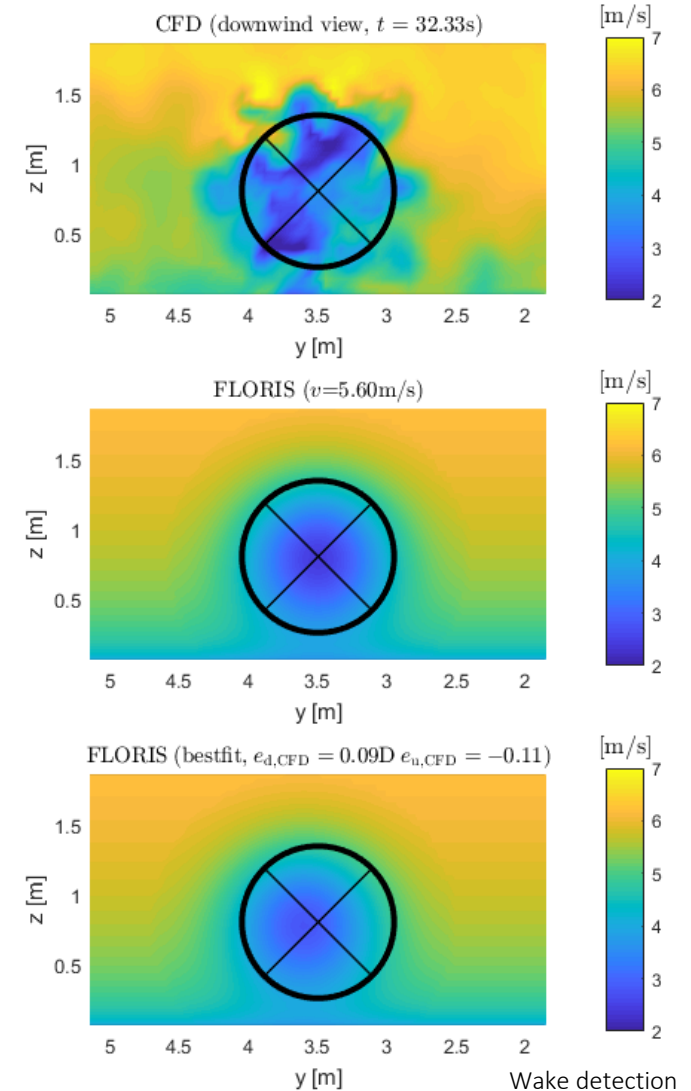 CFD (downwind view, t = 32.33s)
[m/s]
7
6
5
4
3
2
1.5
1
0.5
z [m]
5 4.5 4 3.5 3 2.5 2
y [m]
FLORIS (v=5.60m/s)
[m/s]
7
6
5
4
3
2
1.5
1
0.5
z [m]
5 4.5 4 3.5 3 2.5 2
y [m]
FLORIS (bestfit, e_d,CFD = 0.09D e_u,CFD = −0.11)
[m/s]
7
6
5
4
3
2
1.5
1
0.5
z [m]
5 4.5 4 3.5 3 2.5 2
y [m]
Wake detection